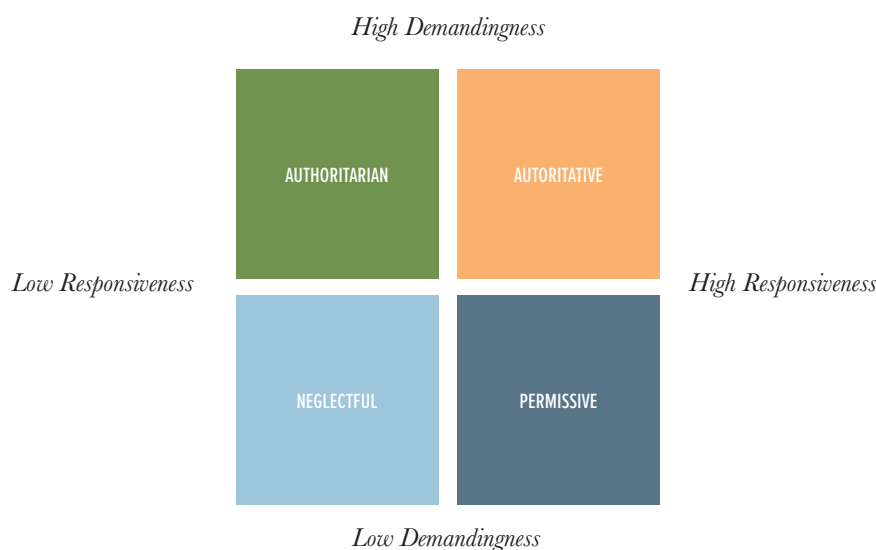 High Demandingness
AUTHORITARIAN
AUTORITATIVE
Low Responsiveness
High Responsiveness
NEGLECTFUL
PERMISSIVE
Low Demandingness